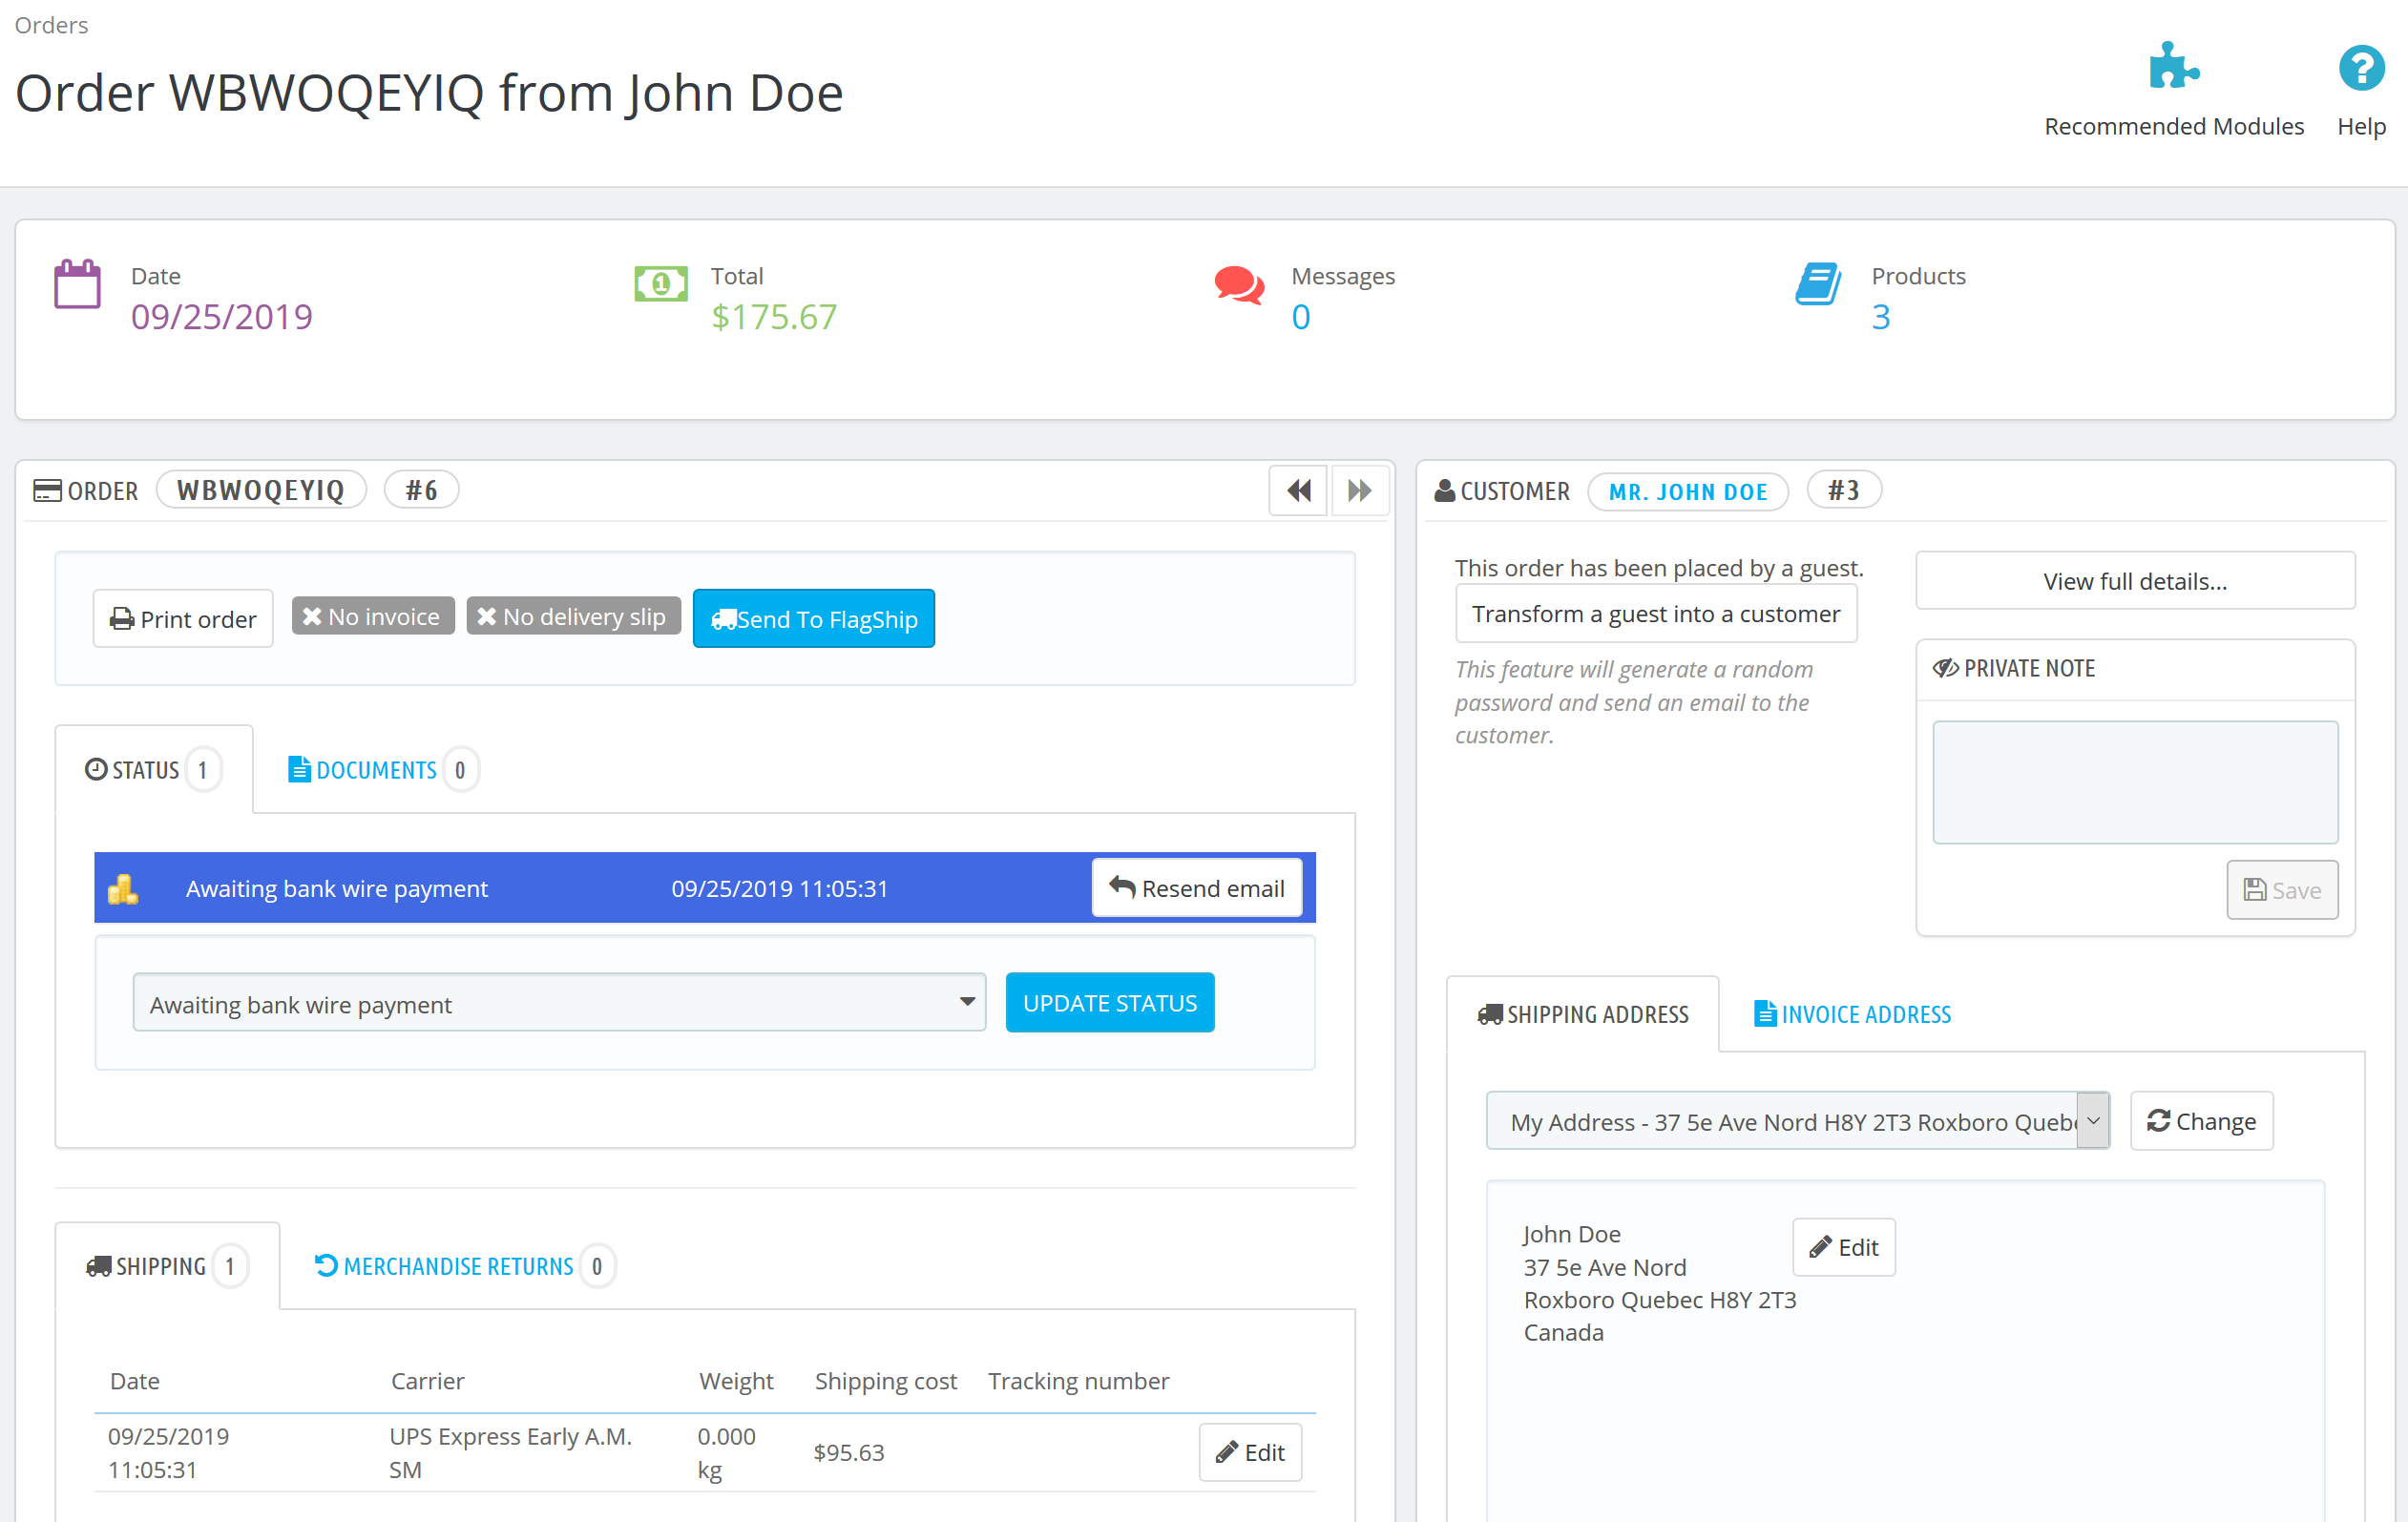 Orders
Order WBWOQEYIQ from John Doe
Recommended Modules
Help
Date
09/25/2019
Total
$175.67
Messages
0
Products
3
ORDER WBWOQEYIQ #6
Print order
No invoice
No delivery slip
Send To FlagShip
STATUS 1
DOCUMENTS 0
Awaiting bank wire payment 09/25/2019 11:05:31 Resend email
Awaiting bank wire payment UPDATE STATUS
SHIPPING 1
MERCHANDISE RETURNS 0
Date Carrier Weight Shipping cost Tracking number
09/25/2019 UPS Express Early A.M. 0.000
11:05:31 SM kg
$95.63
Edit
CUSTOMER MR. JOHN DOE #3
This order has been placed by a guest.
Transform a guest into a customer
This feature will generate a random
password and send an email to the
customer.
View full details...
PRIVATE NOTE
Save
SHIPPING ADDRESS
INVOICE ADDRESS
My Address - 37 5e Ave Nord H8Y 2T3 Roxboro
Change
John Doe
37 5e Ave Nord
Roxboro Quebec H8Y 2T3
Canada
Edit